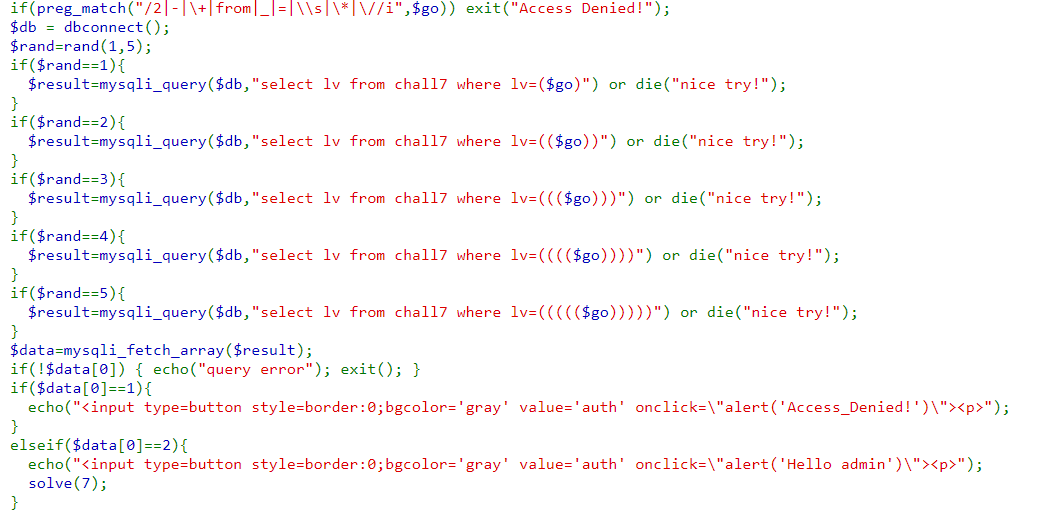 if(preg_match("/2|-|\+|from|_|=|\\s|\*|\//i",$go)) exit("Access Denied!");
$db = dbconnect();
$rand=rand(1,5);
if($rand==1){
  $result=mysqli_query($db,"select lv from chall7 where lv=($go)") or die("nice try!");
}
if($rand==2){
  $result=mysqli_query($db,"select lv from chall7 where lv=(($go))") or die("nice try!");
}
if($rand==3){
  $result=mysqli_query($db,"select lv from chall7 where lv=((($go)))") or die("nice try!");
}
if($rand==4){
  $result=mysqli_query($db,"select lv from chall7 where lv=(((($go))))") or die("nice try!");
}
if($rand==5){
  $result=mysqli_query($db,"select lv from chall7 where lv=((((($go)))))") or die("nice try!");
}
$data=mysqli_fetch_array($result);
if(!$data[0]) { echo("query error"); exit(); }
if($data[0]==1){
  echo("<input type=button style=border:0;bgcolor='gray' value='auth' onclick=\"alert('Access_Denied!')\"><p>");
}
elseif($data[0]==2){
  echo("<input type=button style=border:0;bgcolor='gray' value='auth' onclick=\"alert('Hello admin')\"><p>");
  solve(7);
}